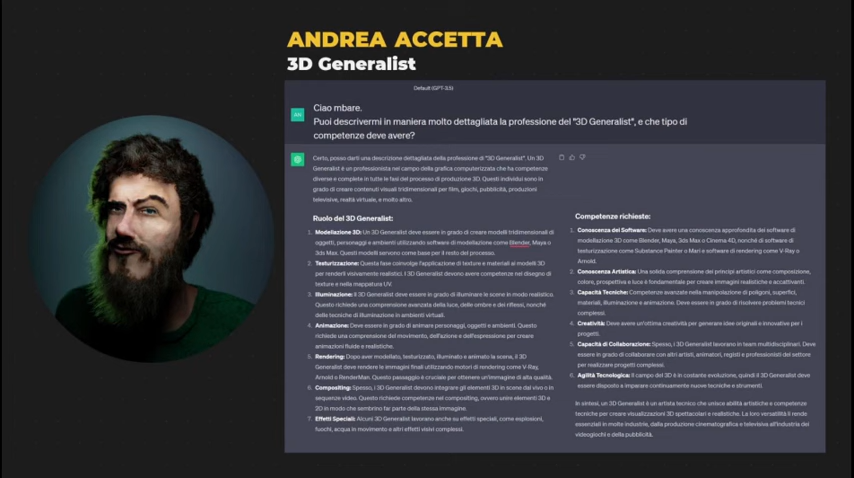 ANDREA ACCETTA
3D Generalist
Default (GPT-3.5)
AN
Ciao mbare.
Puoi descrivermi in maniera molto dettagliata la professione del "3D Generalist", e che tipo di
competenze deve avere?
Certo, posso darti una descrizione dettagliata della professione di "3D Generalist". Un 3D
Generalist è un professionista nel campo della grafica computerizzata che ha competenze
diverse e complete in tutte le fasi del processo di produzione 3D. Questi individui sono in
grado di creare contenuti visuali tridimensionali per film, giochi, pubblicità, produzioni
televisive, realtà virtuale, e molto altro.
Ruolo del 3D Generalist:
1. Modellazione 3D: Un 3D Generalist deve essere in grado di creare modelli tridimensionali di
oggetti, personaggi e ambienti utilizzando software di modellazione come Blender, Maya o
3ds Max. Questi modelli servono come base per il resto del processo.
2. Testurizzazione: Questa fase coinvolge l'applicazione di texture e materiali ai modelli 3D
per renderli visivamente realistici. I 3D Generalist devono avere competenze nel disegno di
texture e nella mappatura UV.
3. Illuminazione: Il 3D Generalist deve essere in grado di illuminare le scene in modo realistico.
Questo richiede una comprensione avanzata della luce, delle ombre e dei riflessi, nonché
delle tecniche di illuminazione in ambienti virtuali.
4. Animazione: Deve essere in grado di animare personaggi, oggetti e ambienti. Questo
richiede una comprensione del movimento, dell'azione e dell'espressione per creare
animazioni fluide e realistiche.
5. Rendering: Dopo aver modellato, testurizzato, illuminato e animato la scena, il 3D
Generalist deve rendere le immagini finali utilizzando motori di rendering come V-Ray,
Arnold o RenderMan. Questo passaggio è cruciale per ottenere un'immagine di alta qualità.
6. Compositing: Spesso, i 3D Generalist devono integrare gli elementi 3D in scene dal vivo o in
sequenze video. Questo richiede competenze nel compositing, ovvero unire elementi 3D e
2D in modo che sembrino far parte della stessa immagine.
7. Effetti Speciali: Alcuni 3D Generalist lavorano anche su effetti speciali, come esplosioni,
fuochi, acqua in movimento e altri effetti visivi complessi.
Competenze richieste:
1. Conoscenza dei Software: Deve avere una conoscenza approfondita dei software di
modellazione 3D come Blender, Maya, 3ds Max o Cinema 4D, nonché di software di
texturizzazione come Substance Painter o Mari e software di rendering come V-Ray o
Arnold.
2. Conoscenza Artistica: Una solida comprensione dei principi artistici come composizione,
colore, prospettiva e luce è fondamentale per creare immagini realistiche e accattivanti.
3. Capacità Tecniche: Competenze avanzate nella manipolazione di poligoni, superfici,
materiali, illuminazione e animazione. Deve essere in grado di risolvere problemi tecnici
complessi.
4. Creatività: Deve avere un'ottima creatività per generare idee originali e innovative per i
progetti.
5. Capacità di Collaborazione: Spesso, i 3D Generalist lavorano in team multidisciplinari. Deve
essere in grado di collaborare con altri artisti, animatori, registi e professionisti del settore
per realizzare progetti complessi.
6. Agilità Tecnologica: Il campo del 3D è in costante evoluzione, quindi il 3D Generalist deve
essere disposto a imparare continuamente nuove tecniche e strumenti.
In sintesi, un 3D Generalist è un artista tecnico che unisce abilità artistiche e competenze
tecniche per creare visualizzazioni 3D spettacolari e realistiche. La loro versatilità li rende
essenziali in molte industrie, dalla produzione cinematografica e televisiva all'industria dei
videogiochi e della pubblicità.